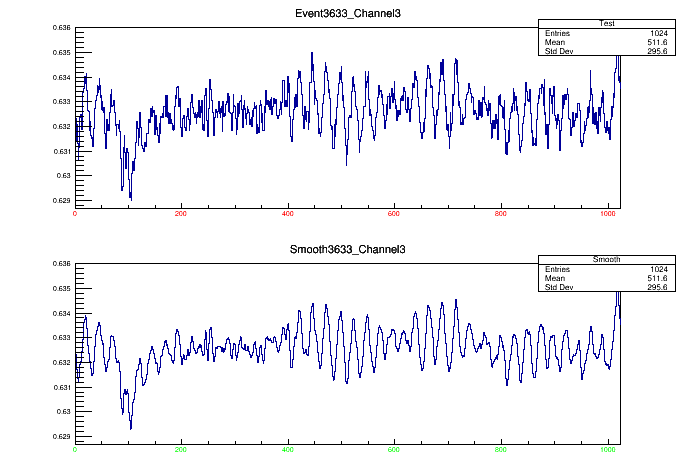 Event3633_Channel3
Test
Entries 1024
Mean 511.6
Std Dev 295.6
0.636
0.635
0.634
0.633
0.632
0.631
0.63
0.629
0 200 400 600 800 1000
Smooth3633_Channel3
Smooth
Entries 1024
Mean 511.6
Std Dev 295.6
0.636
0.635
0.634
0.633
0.632
0.631
0.63
0.629
0 200 400 600 800 1000